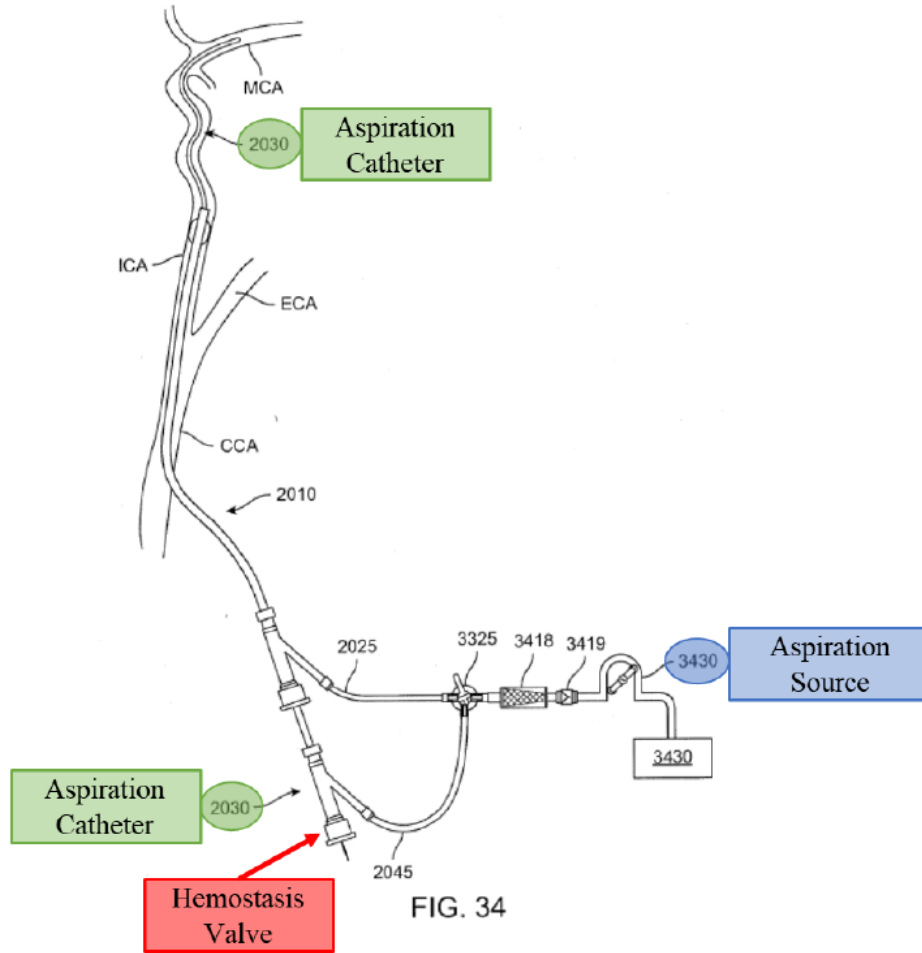 MCA
2030
Aspiration
Catheter
ICA
ECA
CCA
2010
2025
3325
3418
3419
3430
Aspiration
Source
3430
Aspiration
Catheter
2030
2045
Hemostasis
Valve
FIG. 34